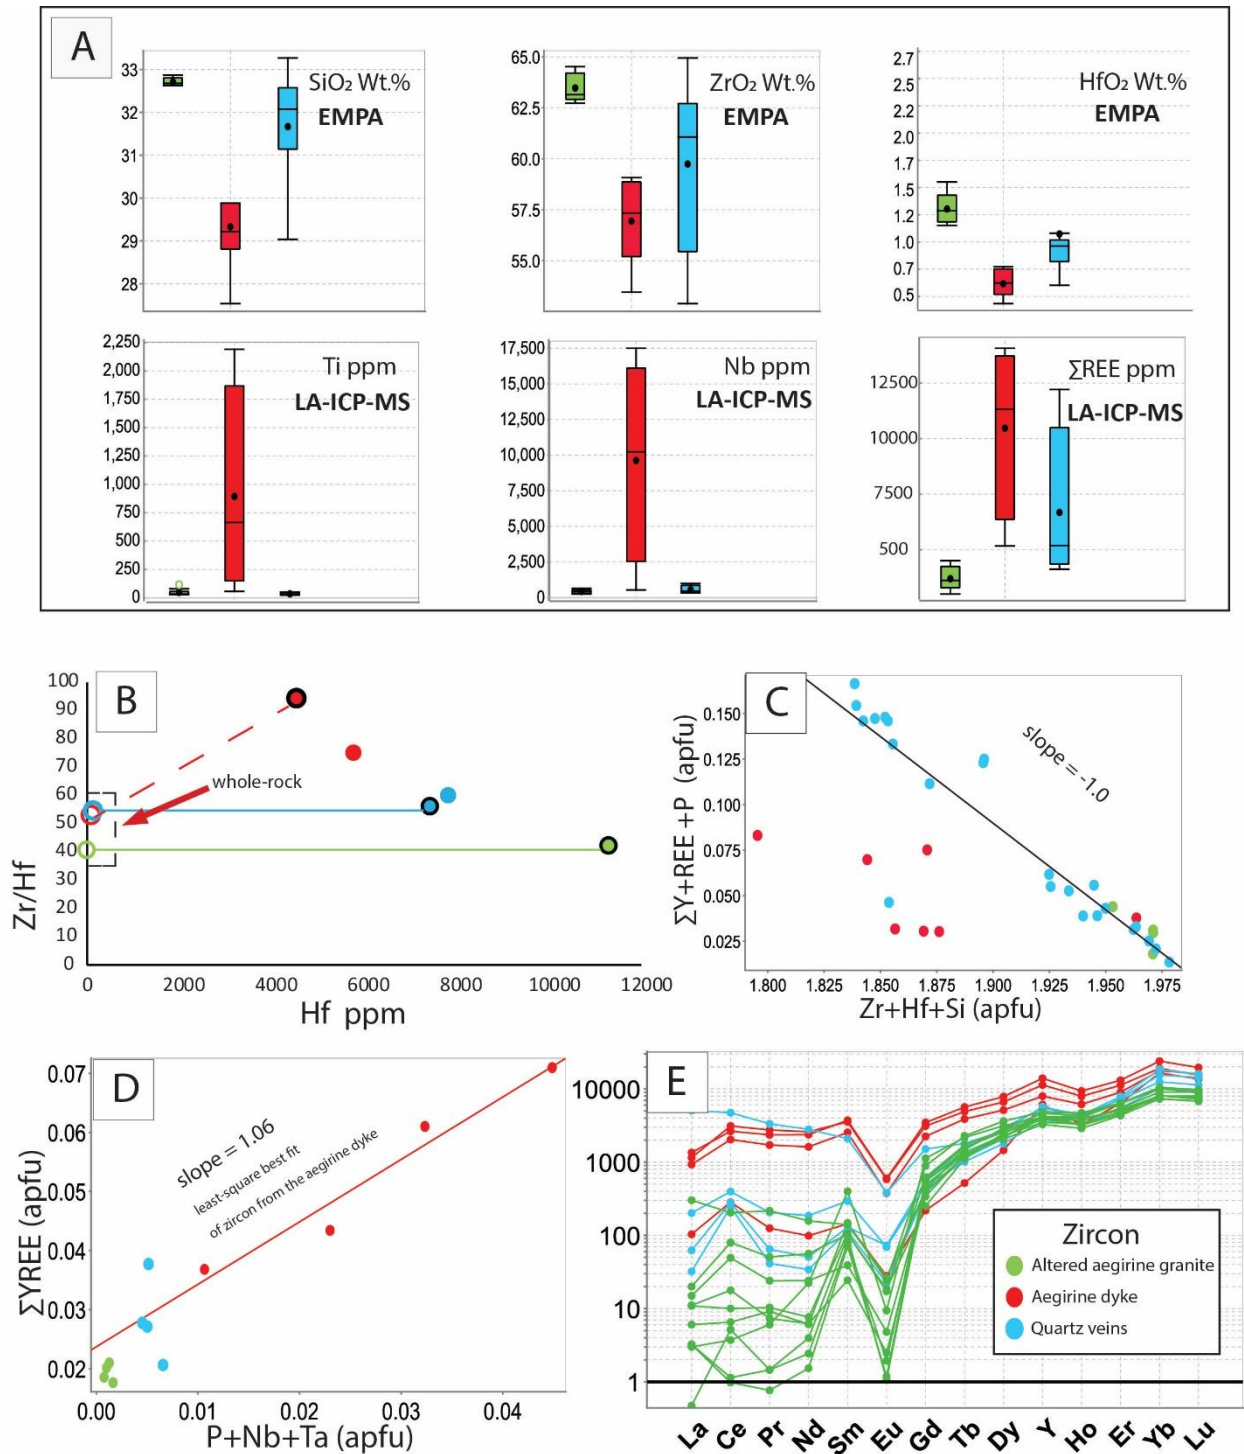 A
SiO₂ Wt.%
EMPA
33
32
31
30
29
28
ZrO₂ Wt.%
EMPA
65.0
62.5
60.0
57.5
55.0
HfO₂ Wt.%
EMPA
2.7
2.5
2.2
2.0
1.7
1.5
1.2
1.0
0.7
0.5
Ti ppm
LA-ICP-MS
2,250
2,000
1,750
1,500
1,250
1,000
750
500
250
0
Nb ppm
LA-ICP-MS
17,500
15,000
12,500
10,000
7,500
5,000
2,500
0
ΣREE ppm
LA-ICP-MS
12500
10000
7500
500
B
100
90
80
70
60
50
40
30
20
10
0
Zr/Hf
whole-rock
0 2000 4000 6000 8000 10000 12000
Hf ppm
C
slope = -1.0
0.150
0.125
0.100
0.075
0.050
0.025
ΣY+REE +P (apfu)
1.800 1.825 1.850 1.875 1.900 1.925 1.950 1.975
Zr+Hf+Si (apfu)
D
slope = 1.06
least-square best fit
of zircon from the aegirine dyke
0.07
0.06
0.05
0.04
0.03
0.02
ΣYREE (apfu)
0.00 0.01 0.02 0.03 0.04
P+Nb+Ta (apfu)
E
10000
1000
100
10
1
Zircon
Altered aegirine granite
Aegirine dyke
Quartz veins
La Ce Pr Nd Sm Eu Gd Tb Dy Y Ho Er Yb Lu